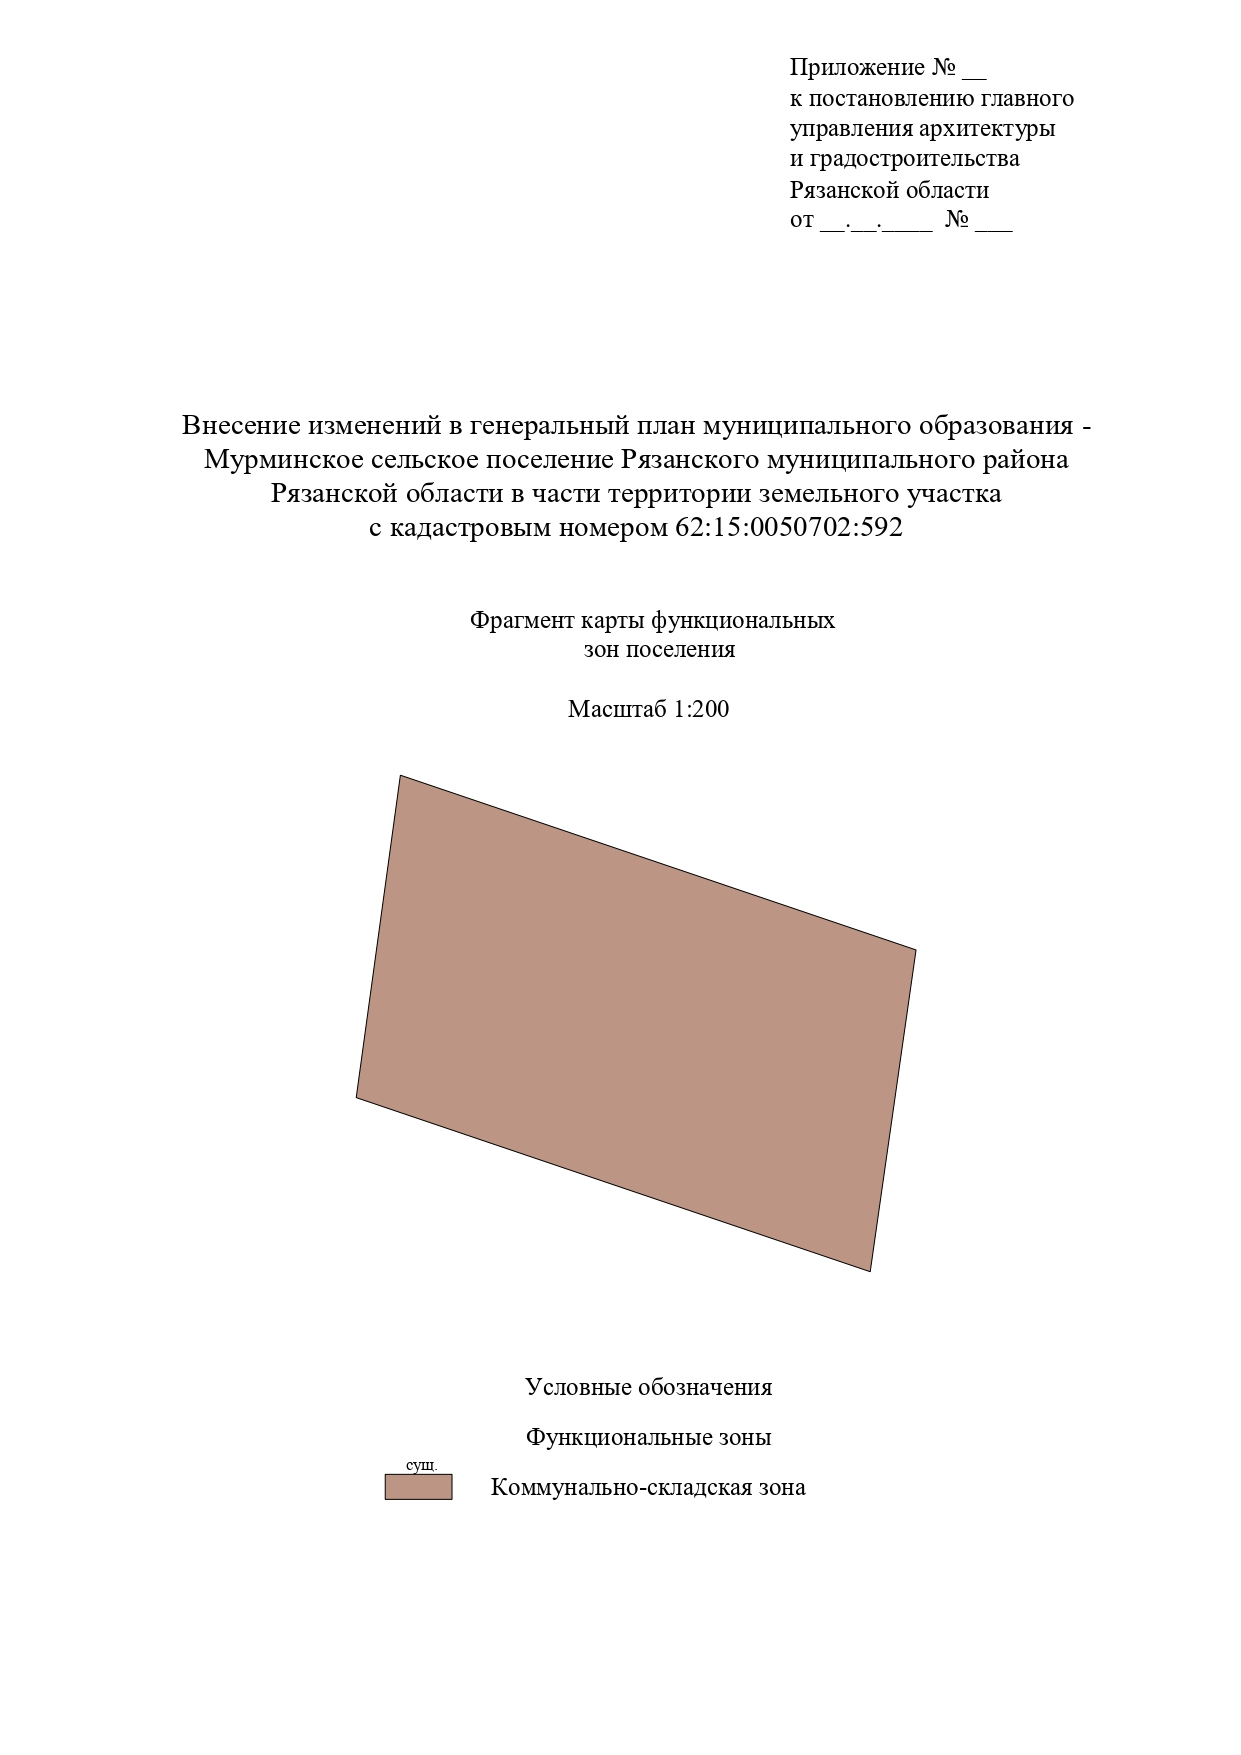 Приложение № __
к постановлению главного
управления архитектуры
и градостроительства
Рязанской области
от __.__.____ № ___
Внесение изменений в генеральный план муниципального образования -
Мурминское сельское поселение Рязанского муниципального района
Рязанской области в части территории земельного участка
с кадастровым номером 62:15:0050702:592
Фрагмент карты функциональных
зон поселения
Масштаб 1:200
Условные обозначения
Функциональные зоны
сущ.
Коммунально-складская зона